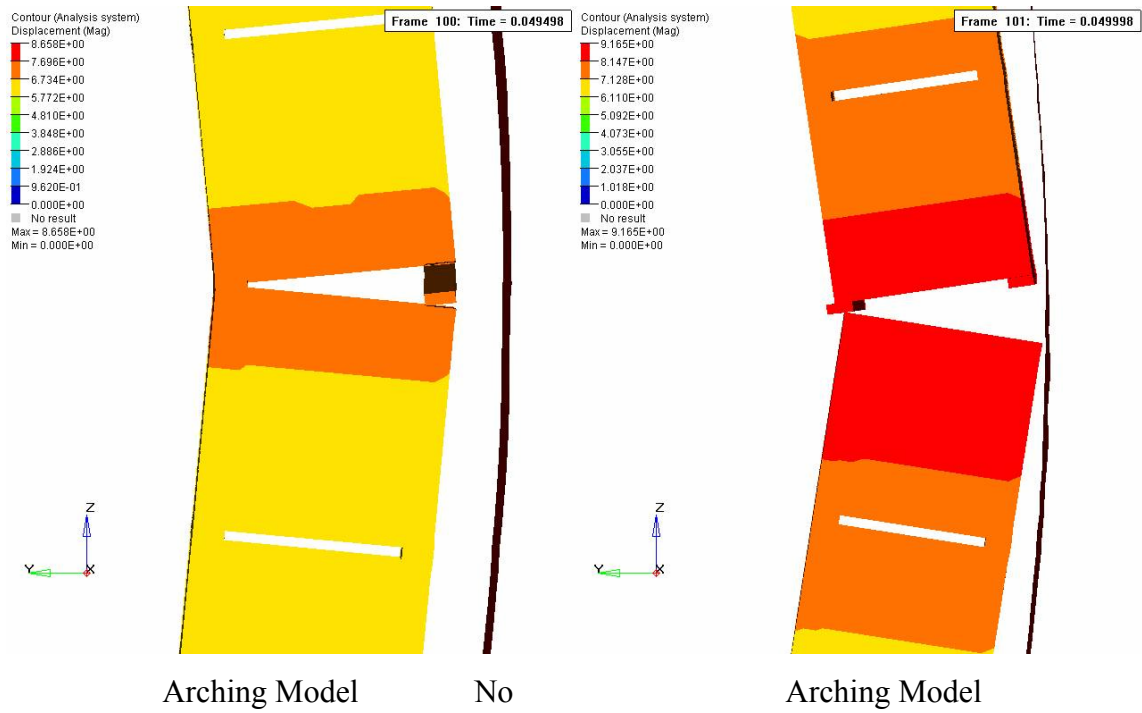 Contour (Analysis system)
Displacement (Mag)
8.658E+00
7.696E+00
6.734E+00
5.772E+00
4.810E+00
3.848E+00
2.886E+00
1.924E+00
9.620E-01
0.000E+00
No result
Max = 8.658E+00
Min = 0.000E+00
Frame 100: Time = 0.049498
Z
Y
X
Contour (Analysis system)
Displacement (Mag)
9.165E+00
8.147E+00
7.128E+00
6.110E+00
5.092E+00
4.073E+00
3.055E+00
2.037E+00
1.018E+00
0.000E+00
No result
Max = 9.165E+00
Min = 0.000E+00
Frame 101: Time = 0.049998
Z
Y
X
Arching Model No Arching Model